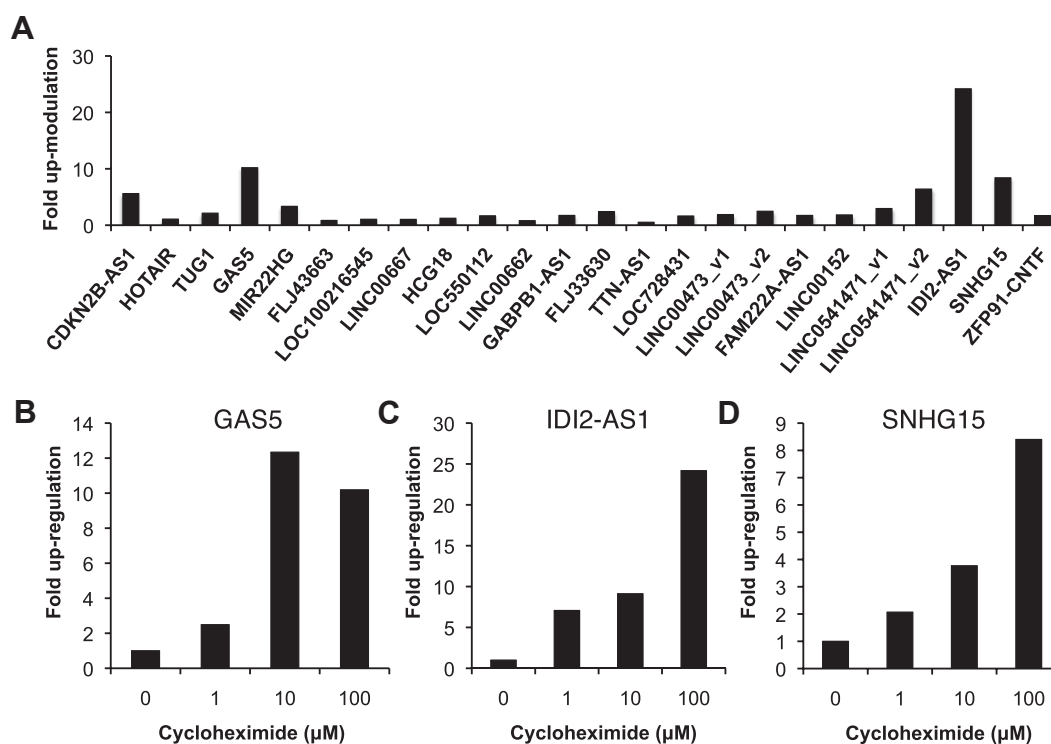 A
Fold up-modulation
30
20
10
0
CDKN2B-AS1
HOTAIR
TUG1
GAS5
MIR22HG
FLJ43663
LOC100216545
LINC00667
HCG18
LOC550112
LINC00662
GABPB1-AS1
FLJ33630
TTN-AS1
LOC728431
LINC00473_v1
LINC00473_v2
FAM222A-AS1
LINC00152
LINC0541471_v1
LINC0541471_v2
IDI2-AS1
SNHG15
ZFP91-CNTF
B
GAS5
Fold up-regulation
14
12
10
8
6
4
2
0
0 1 10 100
Cycloheximide (µM)
C
IDI2-AS1
Fold up-regulation
30
25
20
15
10
5
0
0 1 10 100
Cycloheximide (µM)
D
SNHG15
Fold up-regulation
9
8
7
6
5
4
3
2
1
0
0 1 10 100
Cycloheximide (µM)